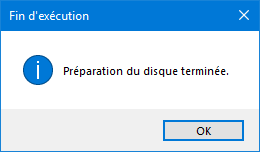 Fin d'exécution
Préparation du disque terminée.
OK